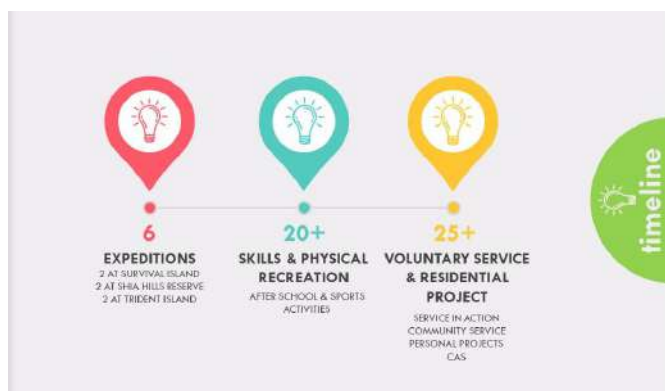 6
EXPEDITIONS
2 AT SURVIVAL ISLAND
2 AT SHIA HILLS RESERVE
2 AT TRIDENT ISLAND
20+
SKILLS & PHYSICAL
RECREATION
AFTER SCHOOL & SPORTS
ACTIVITIES
25+
VOLUNTARY SERVICE
& RESIDENTIAL
PROJECT
SERVICE IN ACTION
COMMUNITY SERVICE
PERSONAL PROJECTS
CAS
timeline